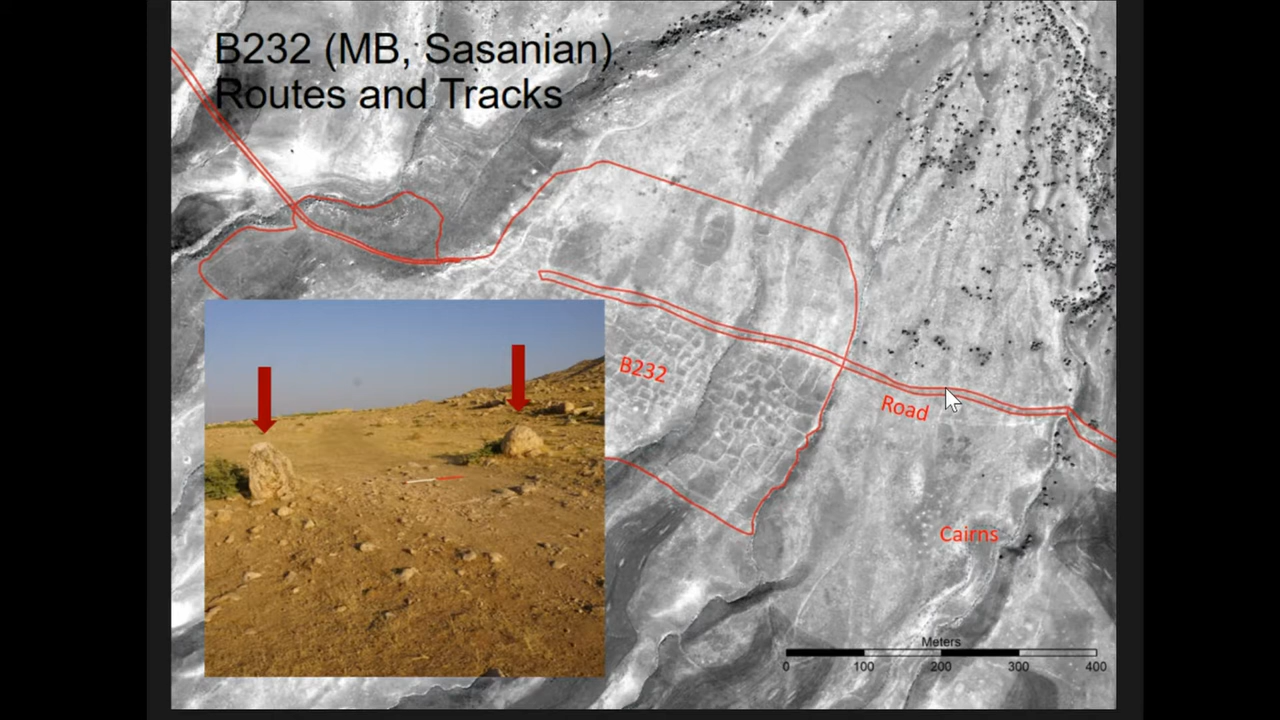 B232 (MB, Sasanian)
Routes and Tracks
B232
Road
Cairns
Meters
0 100 200 300 400